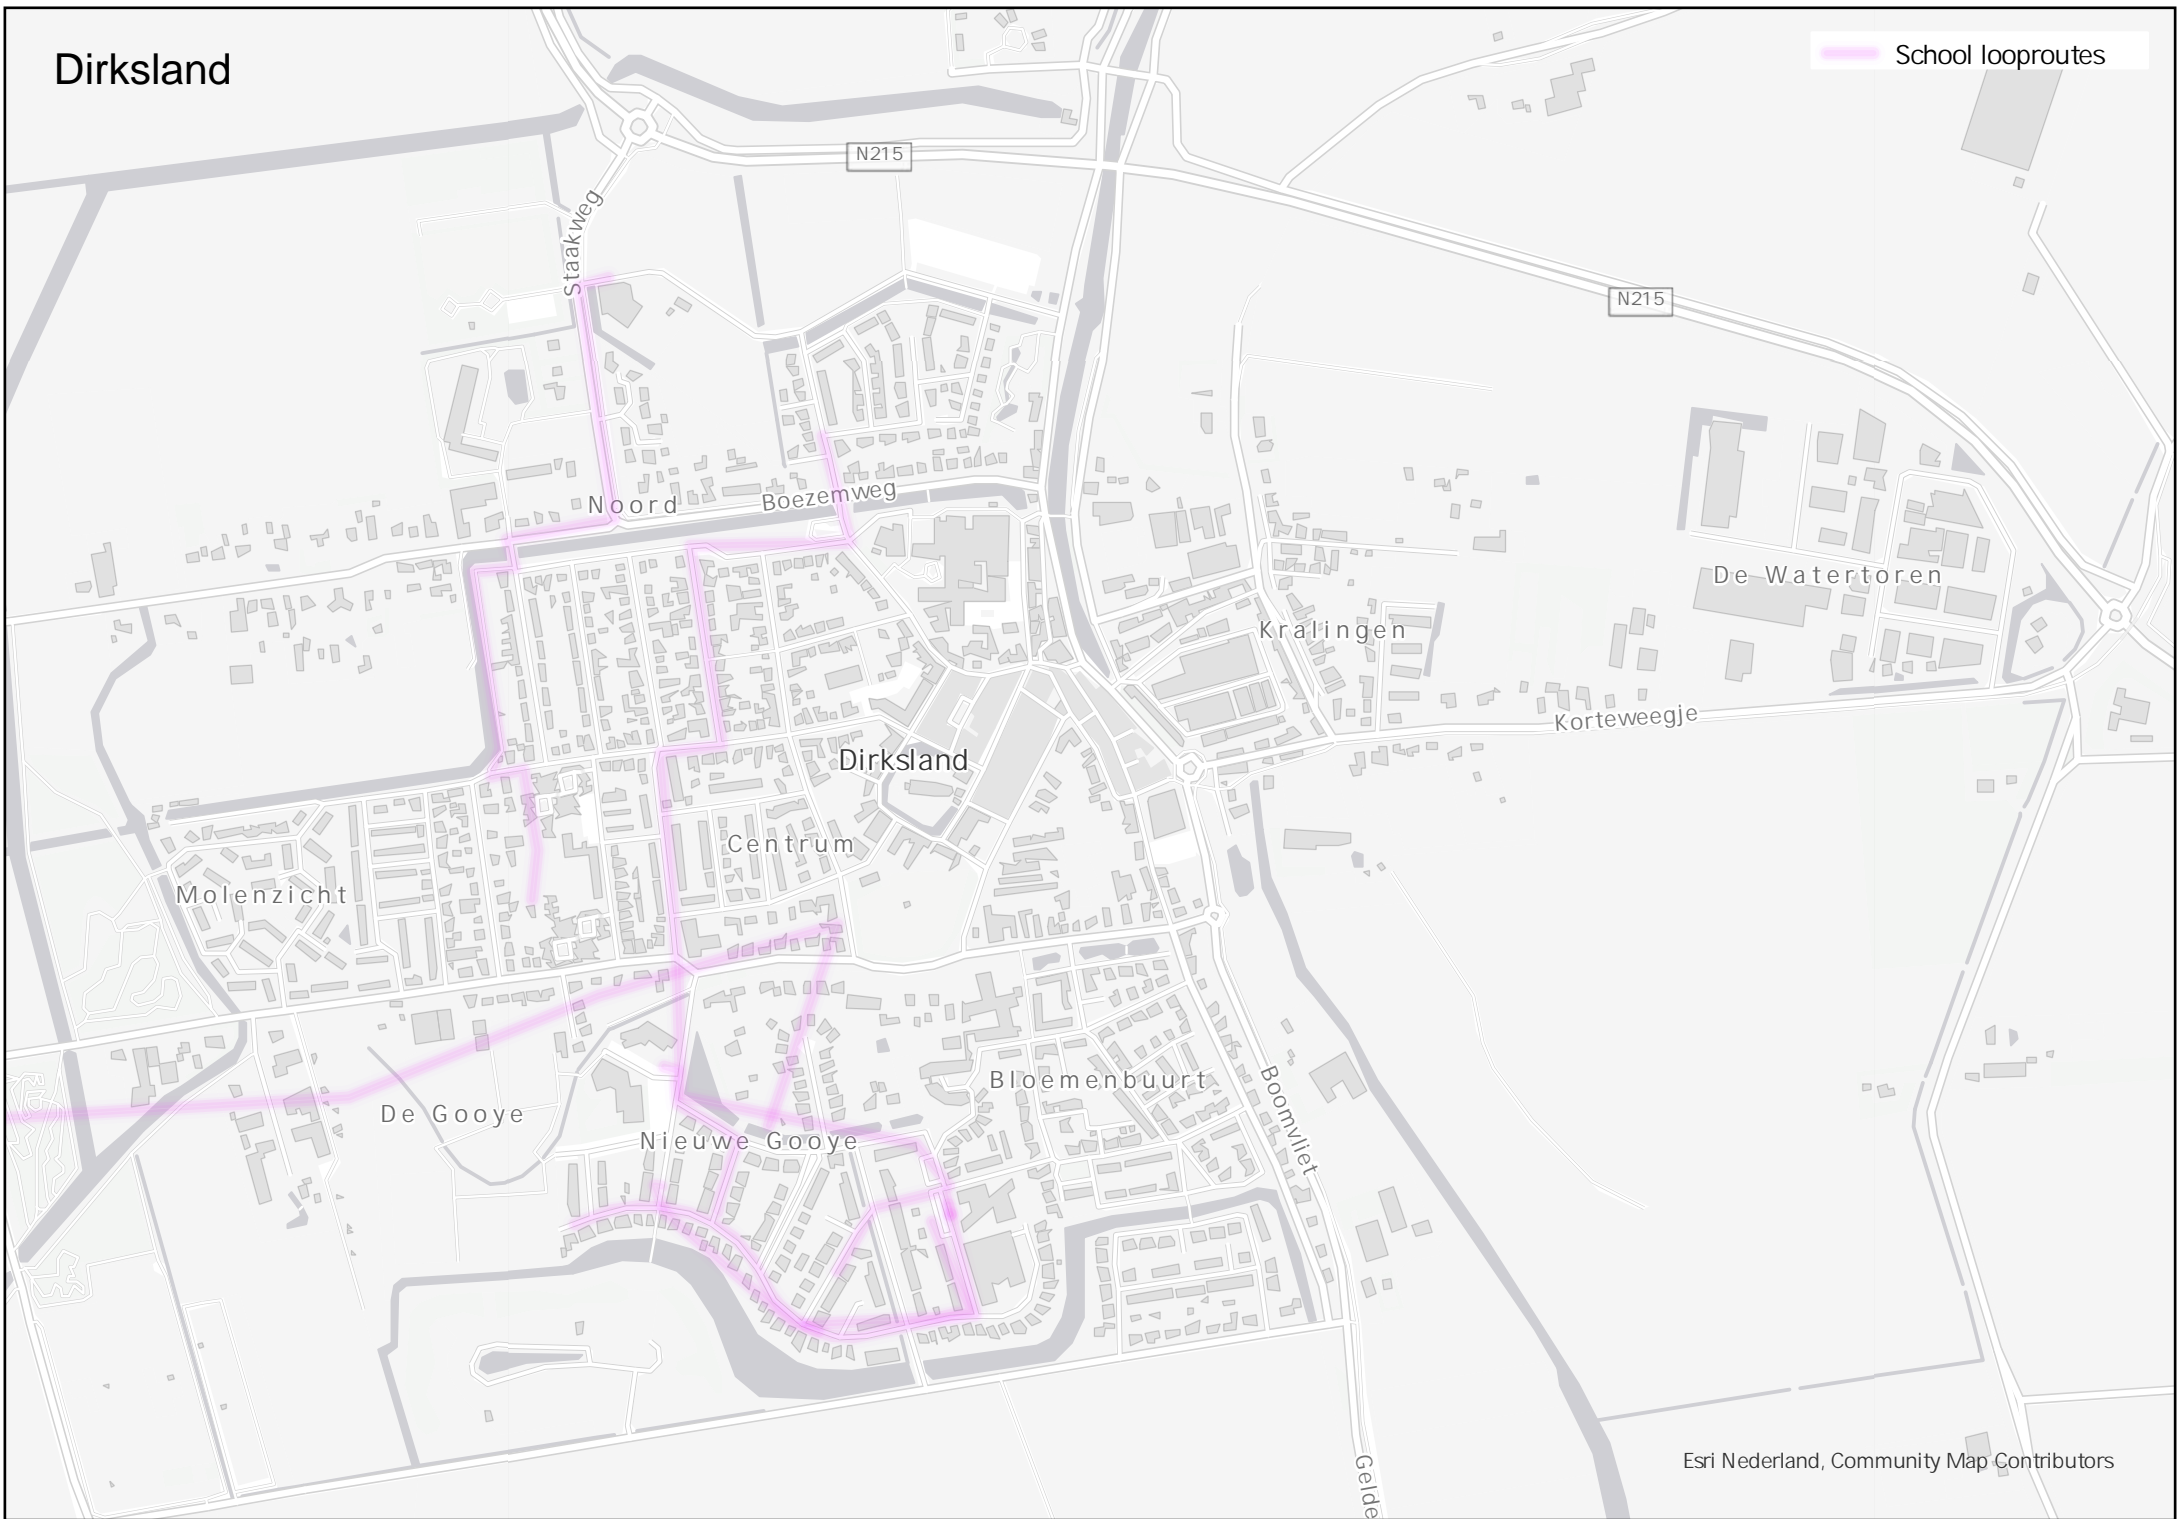 Dirksland
School looproutes
N215
Staakweg
N215
Noord
Boezemweg
De Watertoren
Kralingen
Korteweegje
Dirksland
Centrum
Molenzicht
Bloemenbuurt
De Gooye
Boomvliet
Nieuwe Gooye
Gelde
Esri Nederland, Community Map Contributors